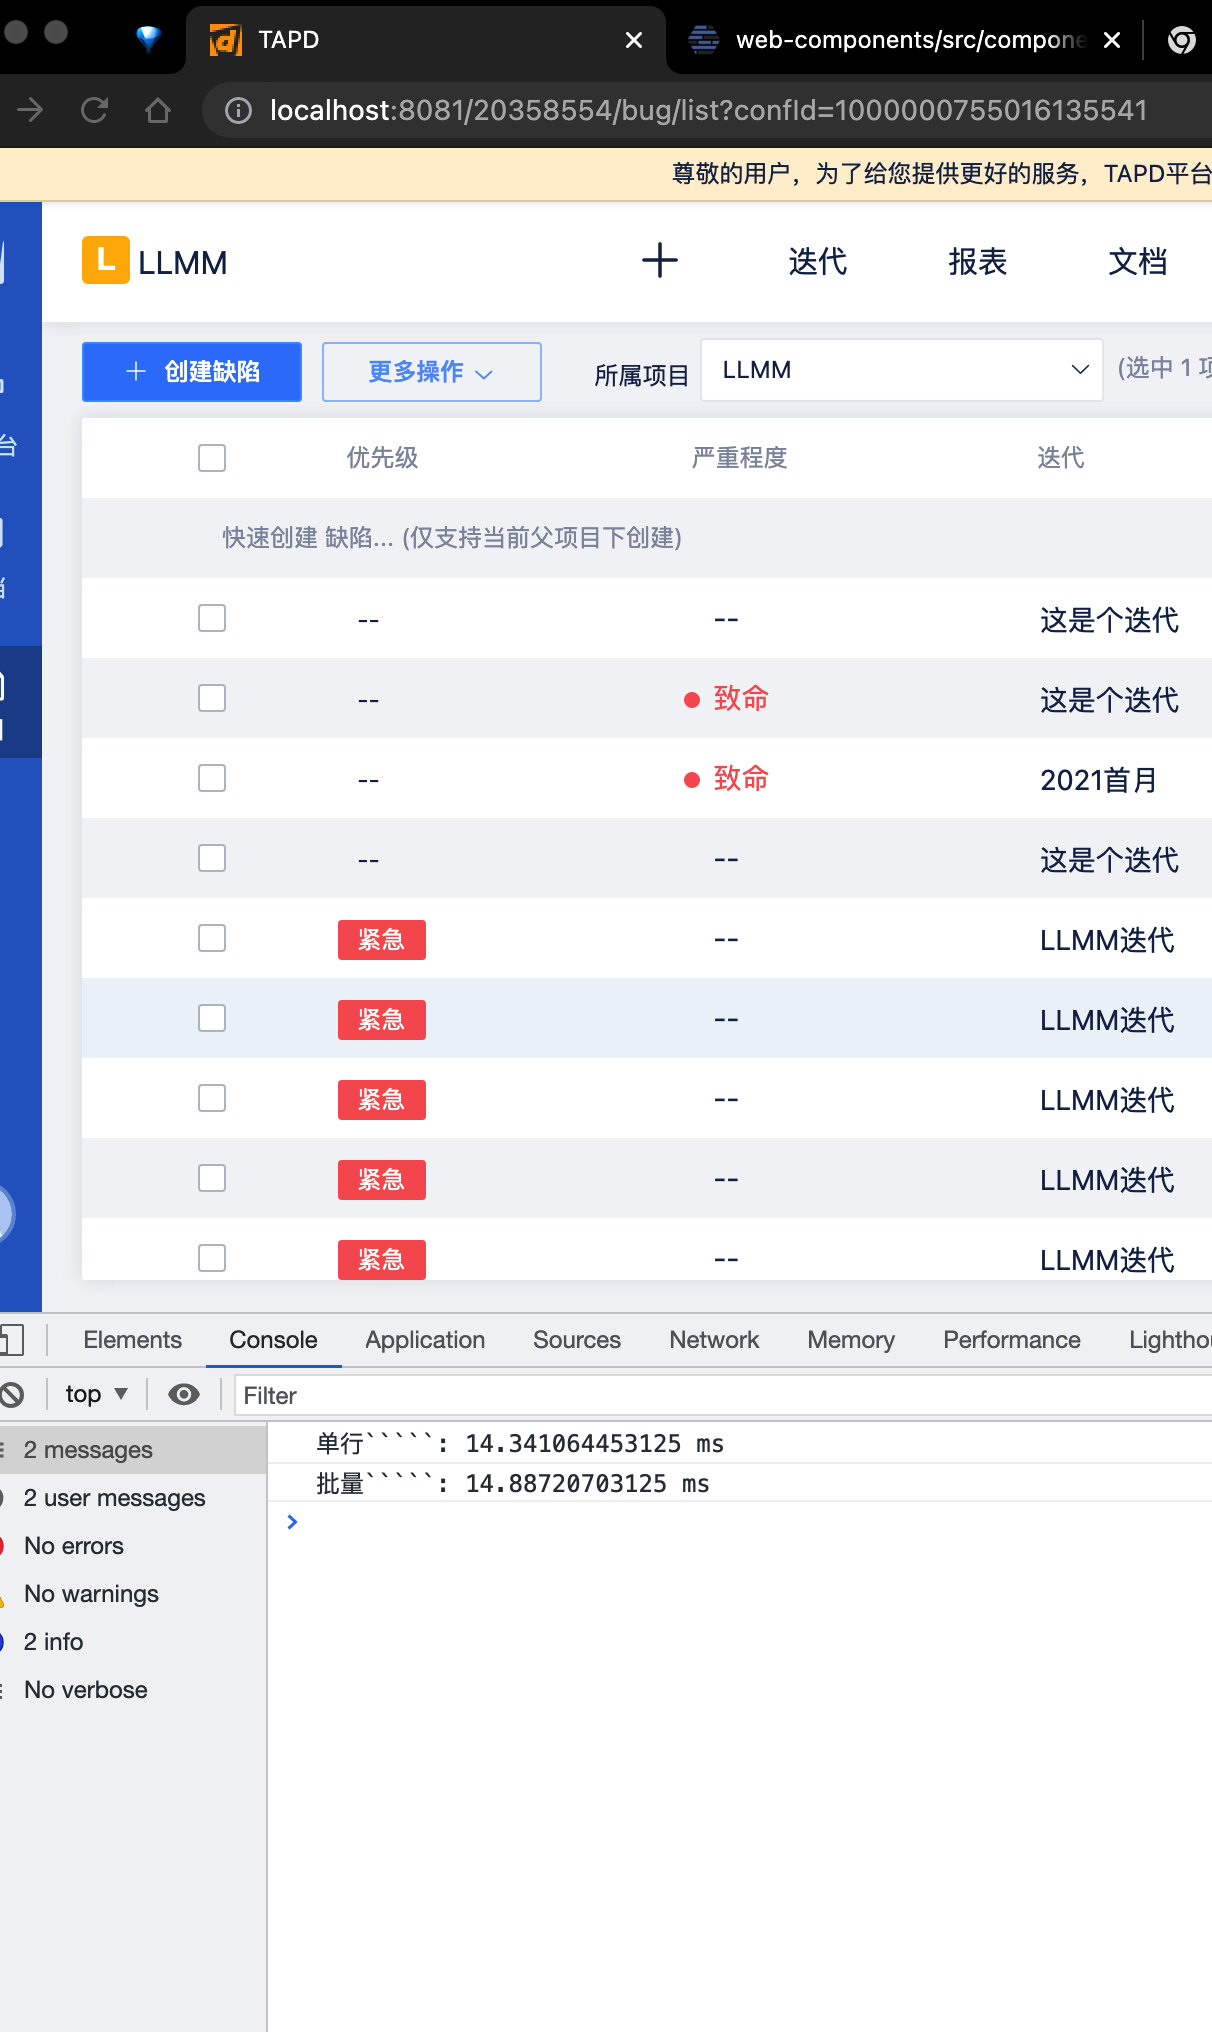 TAPD
web-components/src/compone
localhost:8081/20358554/bug/list?confId=1000000755016135541
尊敬的用户，为了给您提供更好的服务，TAPD平台
L LLMM
迭代 报表 文档
创建缺陷 更多操作 所属项目 LLMM (选中 1 项
台
优先级 严重程度 迭代
快速创建 缺陷... (仅支持当前父项目下创建)
-- -- 这是个迭代
-- 致命 这是个迭代
-- 致命 2021首月
-- -- 这是个迭代
紧急 -- LLMM迭代
紧急 -- LLMM迭代
紧急 -- LLMM迭代
紧急 -- LLMM迭代
紧急 -- LLMM迭代
Elements Console Application Sources Network Memory Performance Lighthou
top Filter
2 messages
2 user messages
No errors
No warnings
2 info
No verbose
单行`````: 14.341064453125 ms
批量`````: 14.88720703125 ms